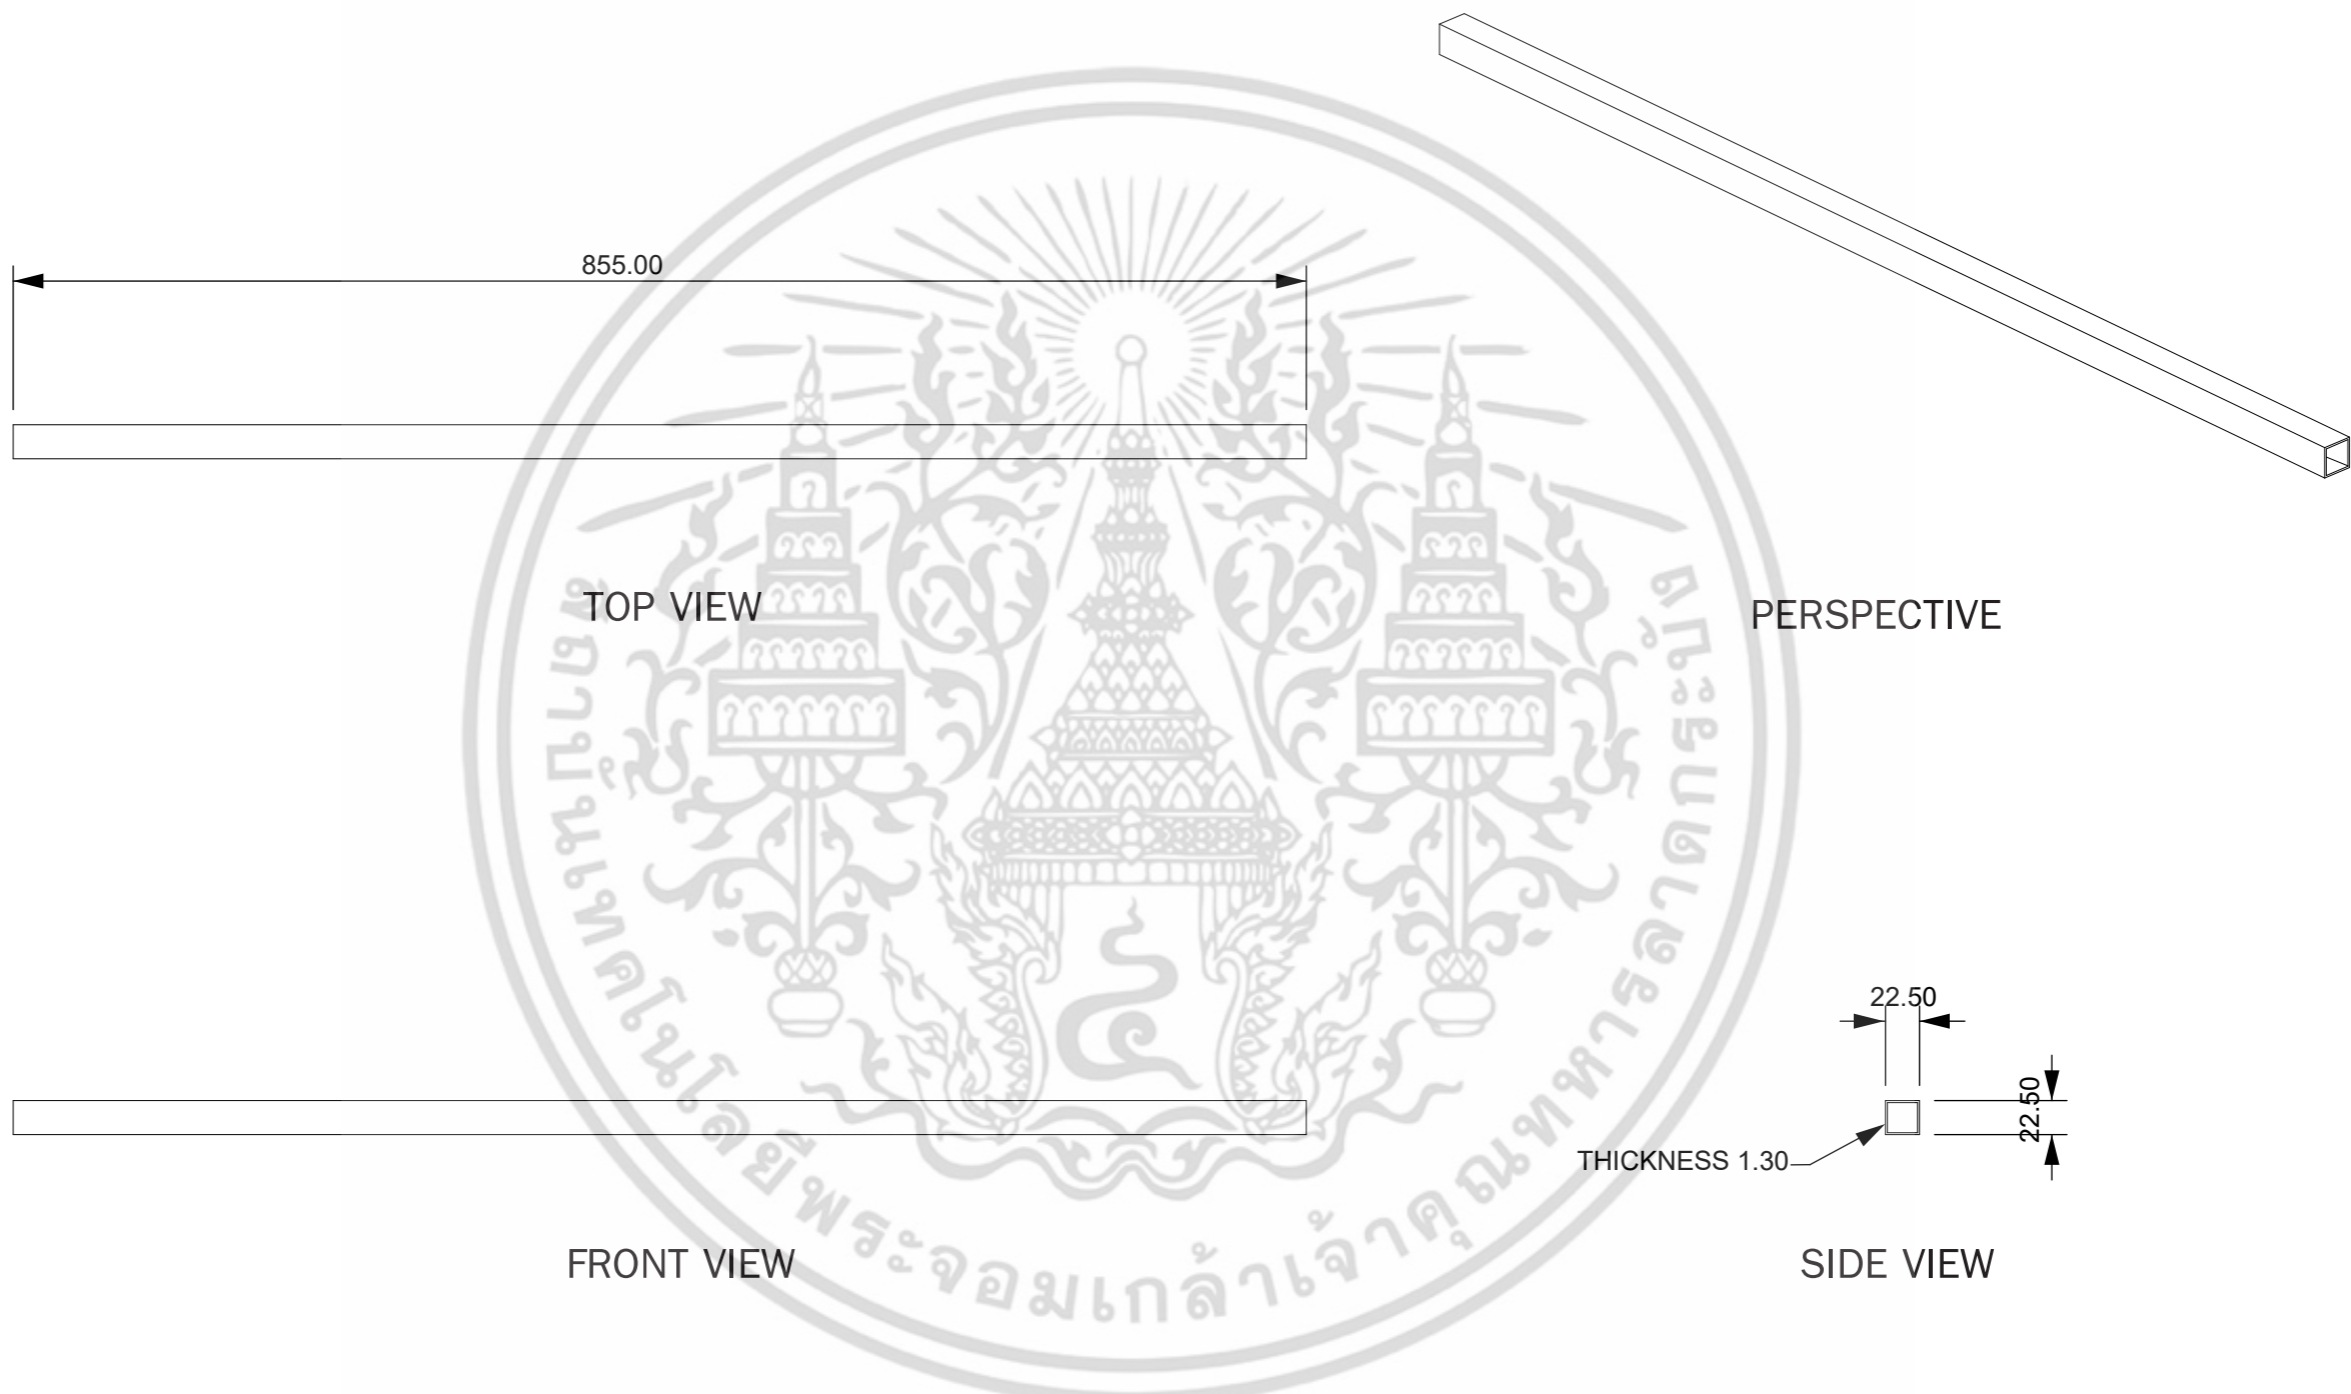 855.00
TOP VIEW
PERSPECTIVE
22.50
22.50
THICKNESS 1.30
FRONT VIEW
SIDE VIEW
สถาบันเทคโนโลยีพระจอมเกล้าเจ้าคุณทหารลาดกระบัง